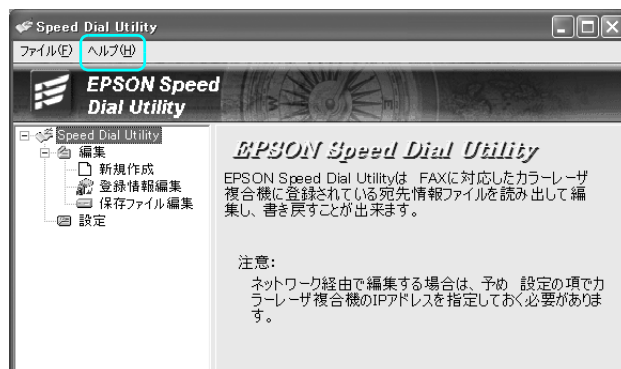 Speed Dial Utility
ファイル(F) ヘルプ(H)
EPSON Speed
Dial Utility
Speed Dial Utility
編集
新規作成
登録情報編集
保存ファイル編集
設定
EPSON Speed Dial Utility
EPSON Speed Dial Utilityは FAXに対応したカラーレーザ
複合機に登録されている宛先情報ファイルを読み出して編
集し、書き戻すことが出来ます。
注意:
ネットワーク経由で編集する場合は、予め 設定の項でカ
ラーレーザ複合機のIPアドレスを指定しておく必要がありま
す。